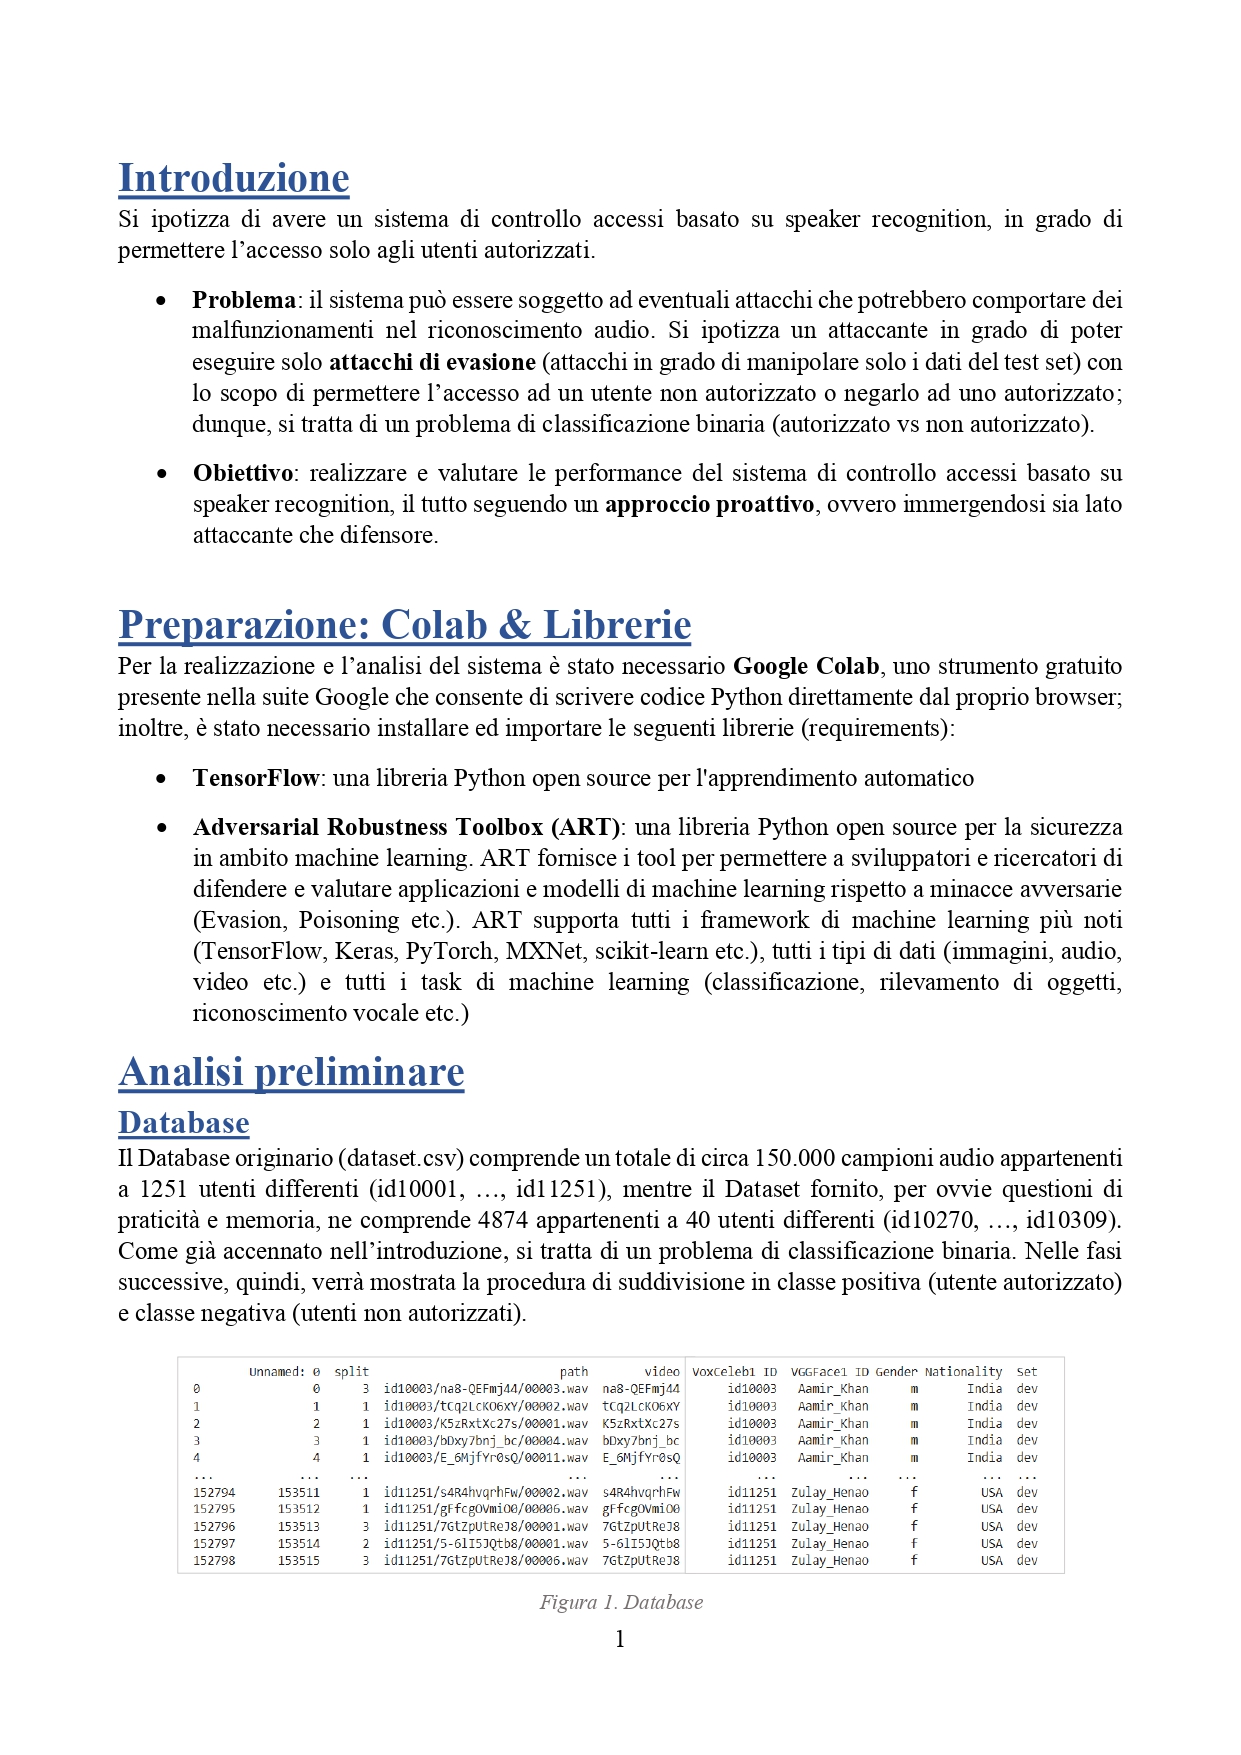 Introduzione
Si ipotizza di avere un sistema di controllo accessi basato su speaker recognition, in grado di
permettere l’accesso solo agli utenti autorizzati.
• Problema: il sistema può essere soggetto ad eventuali attacchi che potrebbero comportare dei
malfunzionamenti nel riconoscimento audio. Si ipotizza un attaccante in grado di poter
eseguire solo attacchi di evasione (attacchi in grado di manipolare solo i dati del test set) con
lo scopo di permettere l’accesso ad un utente non autorizzato o negarlo ad uno autorizzato;
dunque, si tratta di un problema di classificazione binaria (autorizzato vs non autorizzato).
• Obiettivo: realizzare e valutare le performance del sistema di controllo accessi basato su
speaker recognition, il tutto seguendo un approccio proattivo, ovvero immergendosi sia lato
attaccante che difensore.
Preparazione: Colab & Librerie
Per la realizzazione e l’analisi del sistema è stato necessario Google Colab, uno strumento gratuito
presente nella suite Google che consente di scrivere codice Python direttamente dal proprio browser;
inoltre, è stato necessario installare ed importare le seguenti librerie (requirements):
• TensorFlow: una libreria Python open source per l'apprendimento automatico
• Adversarial Robustness Toolbox (ART): una libreria Python open source per la sicurezza
in ambito machine learning. ART fornisce i tool per permettere a sviluppatori e ricercatori di
difendere e valutare applicazioni e modelli di machine learning rispetto a minacce avversarie
(Evasion, Poisoning etc.). ART supporta tutti i framework di machine learning più noti
(TensorFlow, Keras, PyTorch, MXNet, scikit-learn etc.), tutti i tipi di dati (immagini, audio,
video etc.) e tutti i task di machine learning (classificazione, rilevamento di oggetti,
riconoscimento vocale etc.)
Analisi preliminare
Database
Il Database originario (dataset.csv) comprende un totale di circa 150.000 campioni audio appartenenti
a 1251 utenti differenti (id10001, …, id11251), mentre il Dataset fornito, per ovvie questioni di
praticità e memoria, ne comprende 4874 appartenenti a 40 utenti differenti (id10270, …, id10309).
Come già accennato nell’introduzione, si tratta di un problema di classificazione binaria. Nelle fasi
successive, quindi, verrà mostrata la procedura di suddivisione in classe positiva (utente autorizzato)
e classe negativa (utenti non autorizzati).
Unnamed: 0 split path video VoxCeleb1 ID VGGFace1 ID Gender Nationality Set
0 0 3 id10003/na8-QEFmj44/00003.wav na8-QEFmj44 id10003 Aamir_Khan m India dev
1 1 1 id10003/tCq2LcKO6xY/00002.wav tCq2LcKO6xY id10003 Aamir_Khan m India dev
2 2 1 id10003/K5zRxtXc27s/00001.wav K5zRxtXc27s id10003 Aamir_Khan m India dev
3 3 1 id10003/bDxy7bnj_bc/00004.wav bDxy7bnj_bc id10003 Aamir_Khan m India dev
4 4 1 id10003/E_6MjfYr0sQ/00011.wav E_6MjfYr0sQ id10003 Aamir_Khan m India dev
... ... ... ... ... ... ... ... ... ...
152794 153511 1 id11251/s4R4hvqrhFw/00002.wav s4R4hvqrhFw id11251 Zulay_Henao f USA dev
152795 153512 1 id11251/gFfcgOVmiO0/00006.wav gFfcgOVmiO0 id11251 Zulay_Henao f USA dev
152796 153513 3 id11251/7GtZpUtReJ8/00001.wav 7GtZpUtReJ8 id11251 Zulay_Henao f USA dev
152797 153514 2 id11251/5-6lI5JQtb8/00001.wav 5-6lI5JQtb8 id11251 Zulay_Henao f USA dev
152798 153515 3 id11251/7GtZpUtReJ8/00006.wav 7GtZpUtReJ8 id11251 Zulay_Henao f USA dev
Figura 1. Database
1